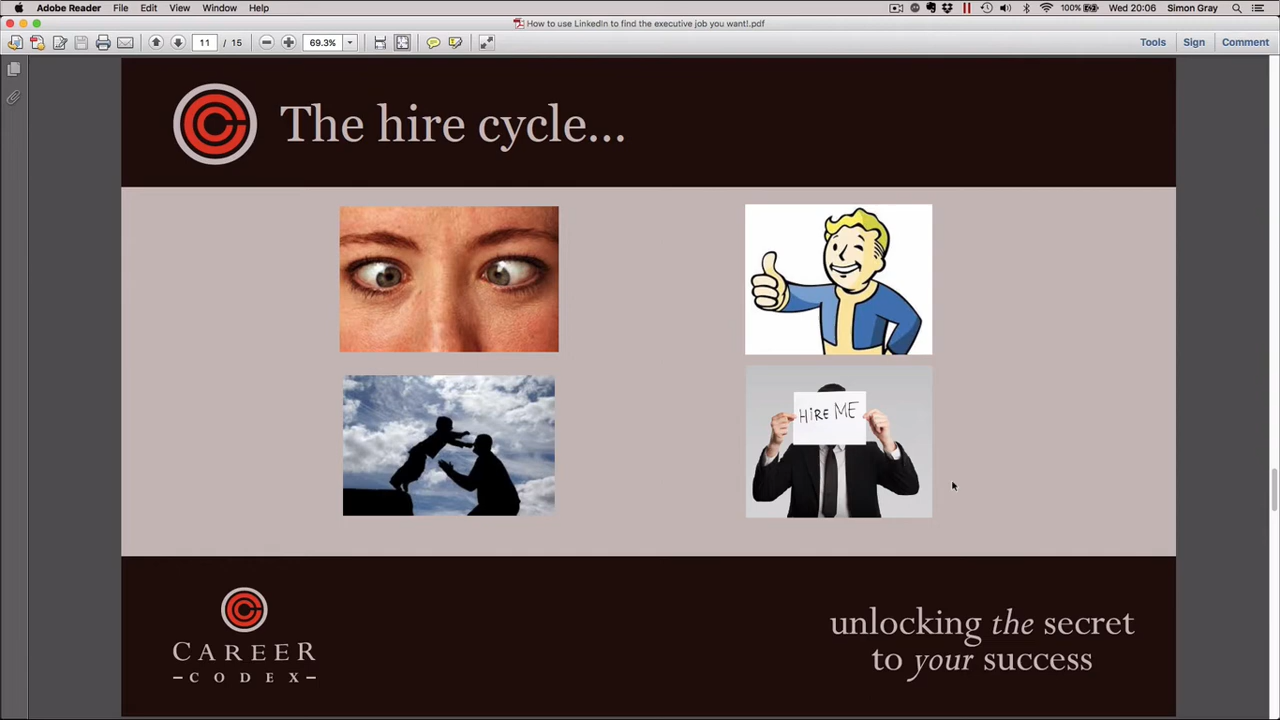 Adobe Reader File Edit View Window Help 100% Wed 20:06 Simon Gray
How to use LinkedIn to find the executive job you want!.pdf
11 / 15 69.3% Tools Sign Comment
The hire cycle...
HIRE ME
CAREER
-CODEX-
unlocking the secret
to your success